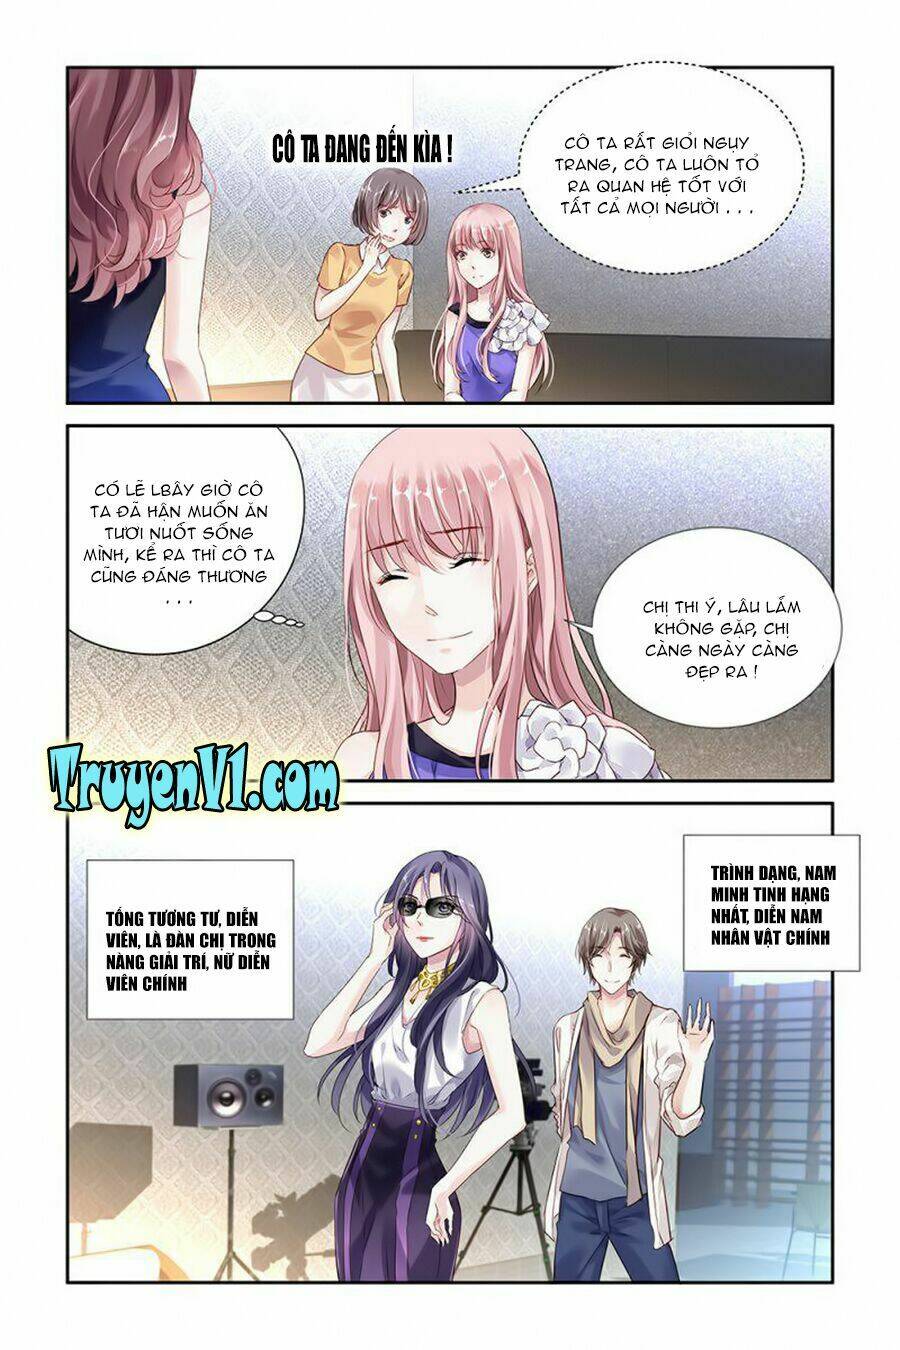 CÔ TA ĐANG ĐẾN KÌA !
CÔ TA RẤT GIỎI NGỤY
TRANG, CÔ TA LUÔN TỎ
RA QUAN HỆ TỐT VỚI
TẤT CẢ MỌI NGƯỜI . . .
CÓ LẼ LBÂY GIỜ CÔ
TA ĐÃ HẬN MUỐN ĂN
TƯƠI NUỐT SỐNG
MÌNH, KỂ RA THÌ CÔ TA
CŨNG ĐÁNG THƯƠNG
. . .
CHỊ THI Ý, LÂU LẮM
KHÔNG GẶP, CHỊ
CÀNG NGÀY CÀNG
ĐẸP RA !
TruyenV1.com
TỐNG TƯƠNG TƯ, DIỄN
VIÊN, LÀ ĐÀN CHỊ TRONG
NÀNG GIẢI TRÍ, NỮ DIỄN
VIÊN CHÍNH
TRÌNH DẠNG, NAM
MINH TINH HẠNG
NHẤT, DIỄN NAM
NHÂN VẬT CHÍNH